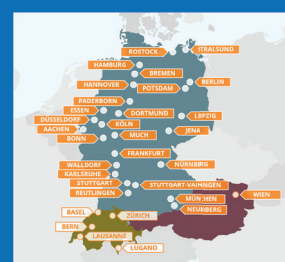 ROSTOCK
STRALSUND
HAMBURG
BREMEN
HANNOVER
BERLIN
POTSDAM
PADERBORN
ESSEN
DORTMUND
LEIPZIG
DÜSSELDORF
KÖLN
AACHEN
MUCH
JENA
BONN
FRANKFURT
WALLDORF
NÜRNBERG
KARLSRUHE
STUTTGART
STUTTGART-VAIHINGEN
REUTLINGEN
MÜNCHEN
WIEN
NEUBIBERG
BASEL
ZÜRICH
BERN
LAUSANNE
LUGANO